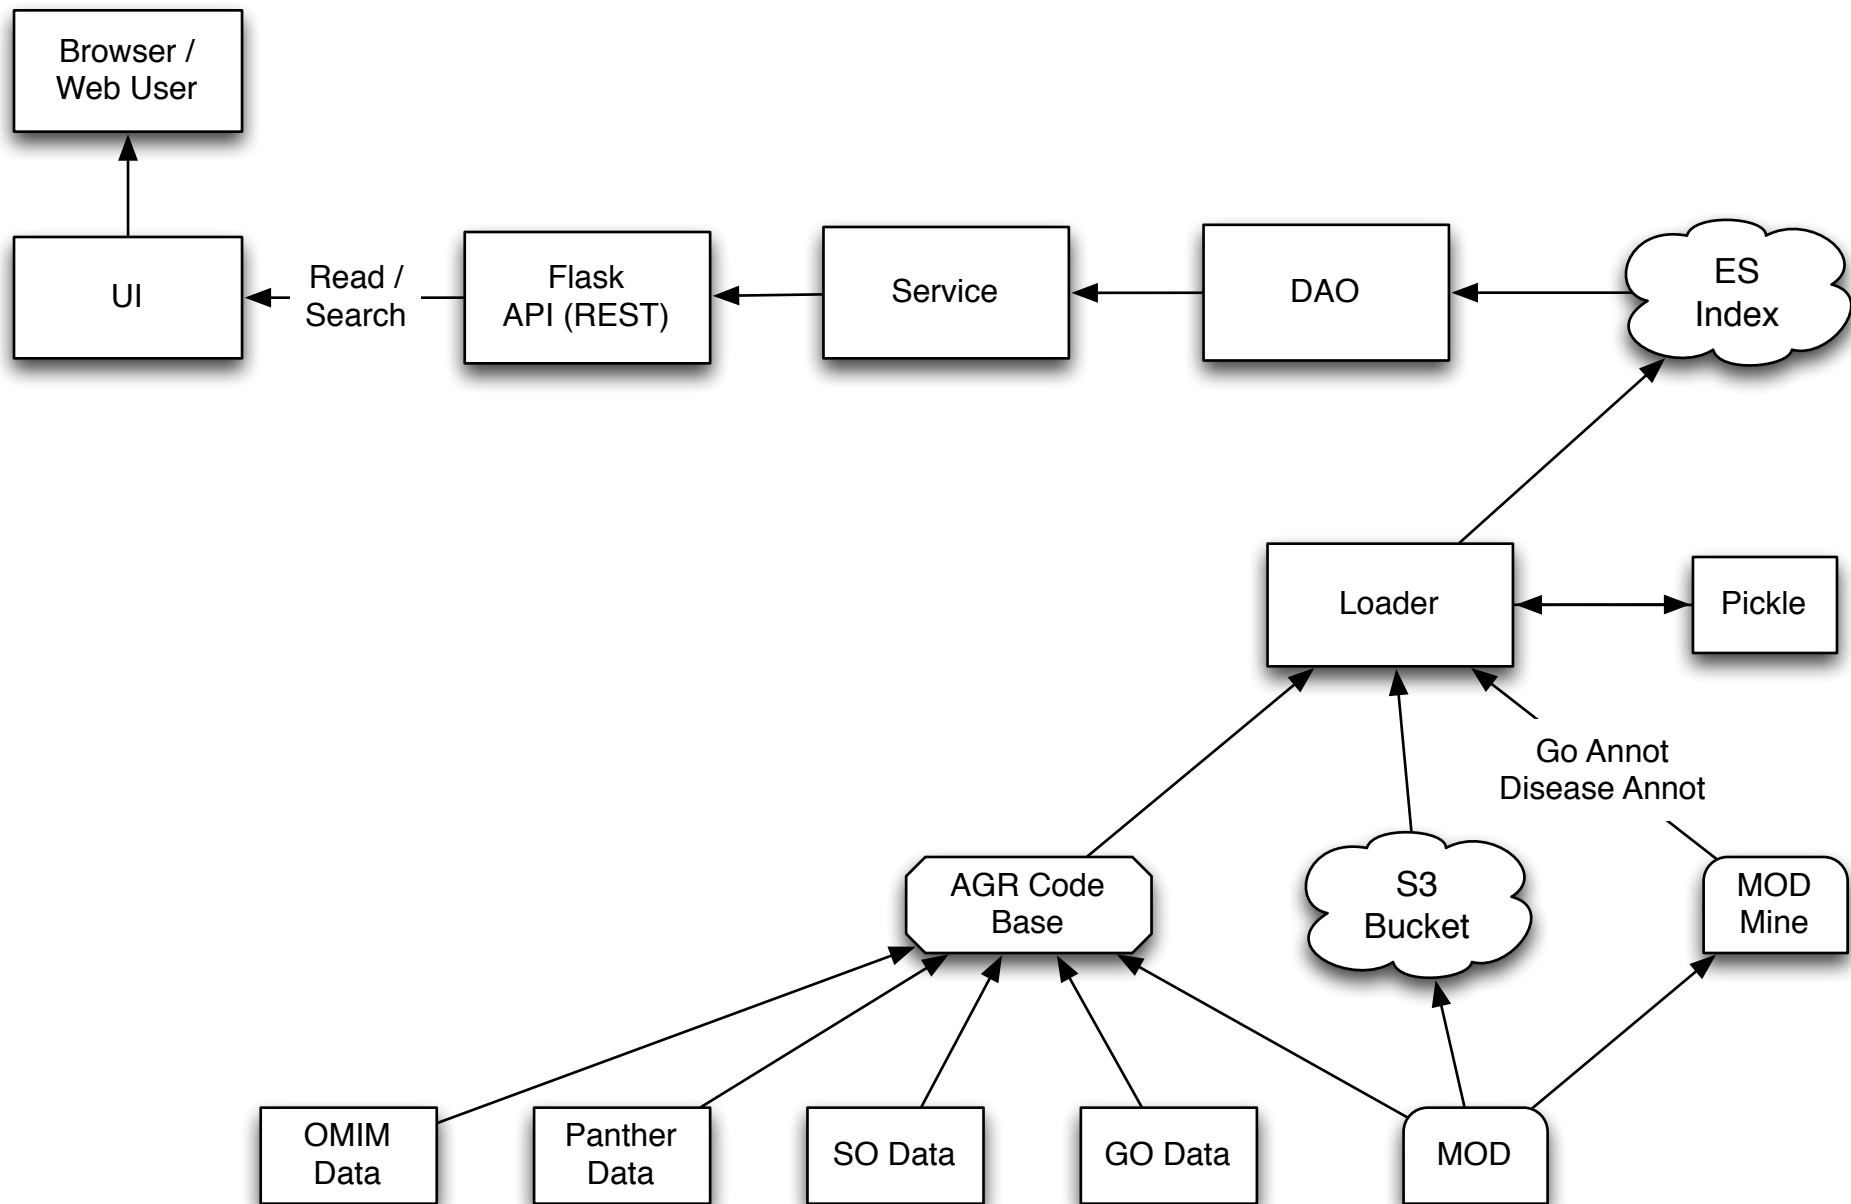 Browser /
Web User
UI
Read /
Search
Flask
API (REST)
Service
DAO
ES
Index
Loader
Pickle
Go Annot
Disease Annot
AGR Code
Base
S3
Bucket
MOD
Mine
OMIM
Data
Panther
Data
SO Data
GO Data
MOD